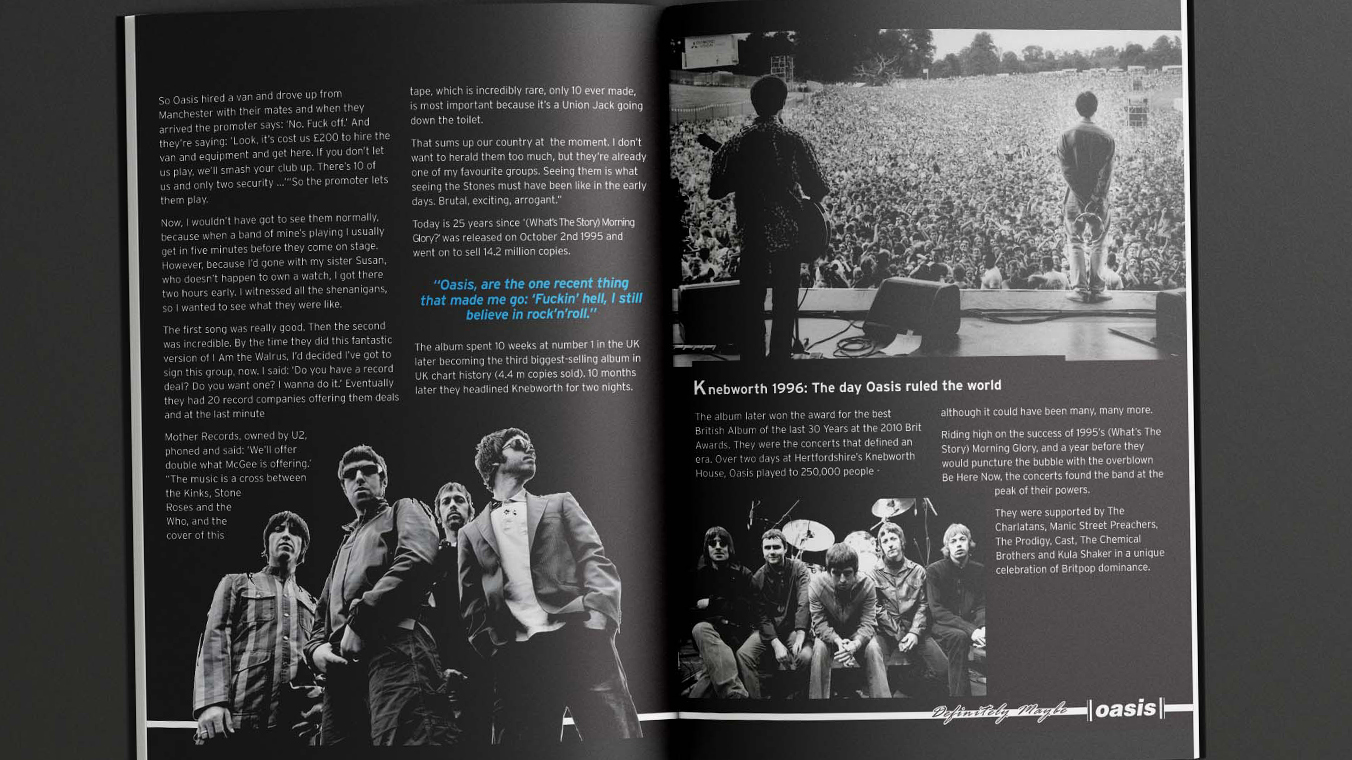 So Oasis hired a van and drove up from
Manchester with their mates and when they
arrived the promoter says: ‘No. Fuck off.’ And
they’re saying: ‘Look, it’s cost us £200 to hire the
van and equipment and get here. If you don’t let
us play, we’ll smash your club up. There’s 10 of
us and only two security ...’“So the promoter lets
them play.
Now, I wouldn’t have got to see them normally,
because when a band of mine’s playing I usually
get in five minutes before they come on stage.
However, because I’d gone with my sister Susan,
who doesn’t happen to own a watch, I got there
two hours early. I witnessed all the shenanigans,
so I wanted to see what they were like.
The first song was really good. Then the second
was incredible. By the time they did this fantastic
version of I Am the Walrus, I’d decided I’ve got to
sign this group, now. I said: ‘Do you have a record
deal? Do you want one? I wanna do it.’ Eventually
they had 20 record companies offering them deals
and at the last minute
Mother Records, owned by U2,
phoned and said: ‘We’ll offer
double what McGee is offering.’
“The music is a cross between
the Kinks, Stone
Roses and the
Who, and the
cover of this
tape, which is incredibly rare, only 10 ever made,
is most important because it’s a Union Jack going
down the toilet.
That sums up our country at the moment. I don’t
want to herald them too much, but they’re already
one of my favourite groups. Seeing them is what
seeing the Stones must have been like in the early
days. Brutal, exciting, arrogant.”
Today is 25 years since ‘(What’s The Story) Morning
Glory?’ was released on October 2nd 1995 and
went on to sell 14.2 million copies.
“Oasis, are the one recent thing
that made me go: ‘Fuckin’ hell, I still
believe in rock’n’roll.”
The album spent 10 weeks at number 1 in the UK
later becoming the third biggest-selling album in
UK chart history (4.4 m copies sold). 10 months
later they headlined Knebworth for two nights.
Knebworth 1996: The day Oasis ruled the world
The album later won the award for the best
British Album of the last 30 Years at the 2010 Brit
Awards. They were the concerts that defined an
era. Over two days at Hertfordshire’s Knebworth
House, Oasis played to 250,000 people -
although it could have been many, many more.
Riding high on the success of 1995’s (What’s The
Story) Morning Glory, and a year before they
would puncture the bubble with the overblown
Be Here Now, the concerts found the band at the
peak of their powers.
They were supported by The
Charlatans, Manic Street Preachers,
The Prodigy, Cast, The Chemical
Brothers and Kula Shaker in a unique
celebration of Britpop dominance.
Definitely Maybe
oasis